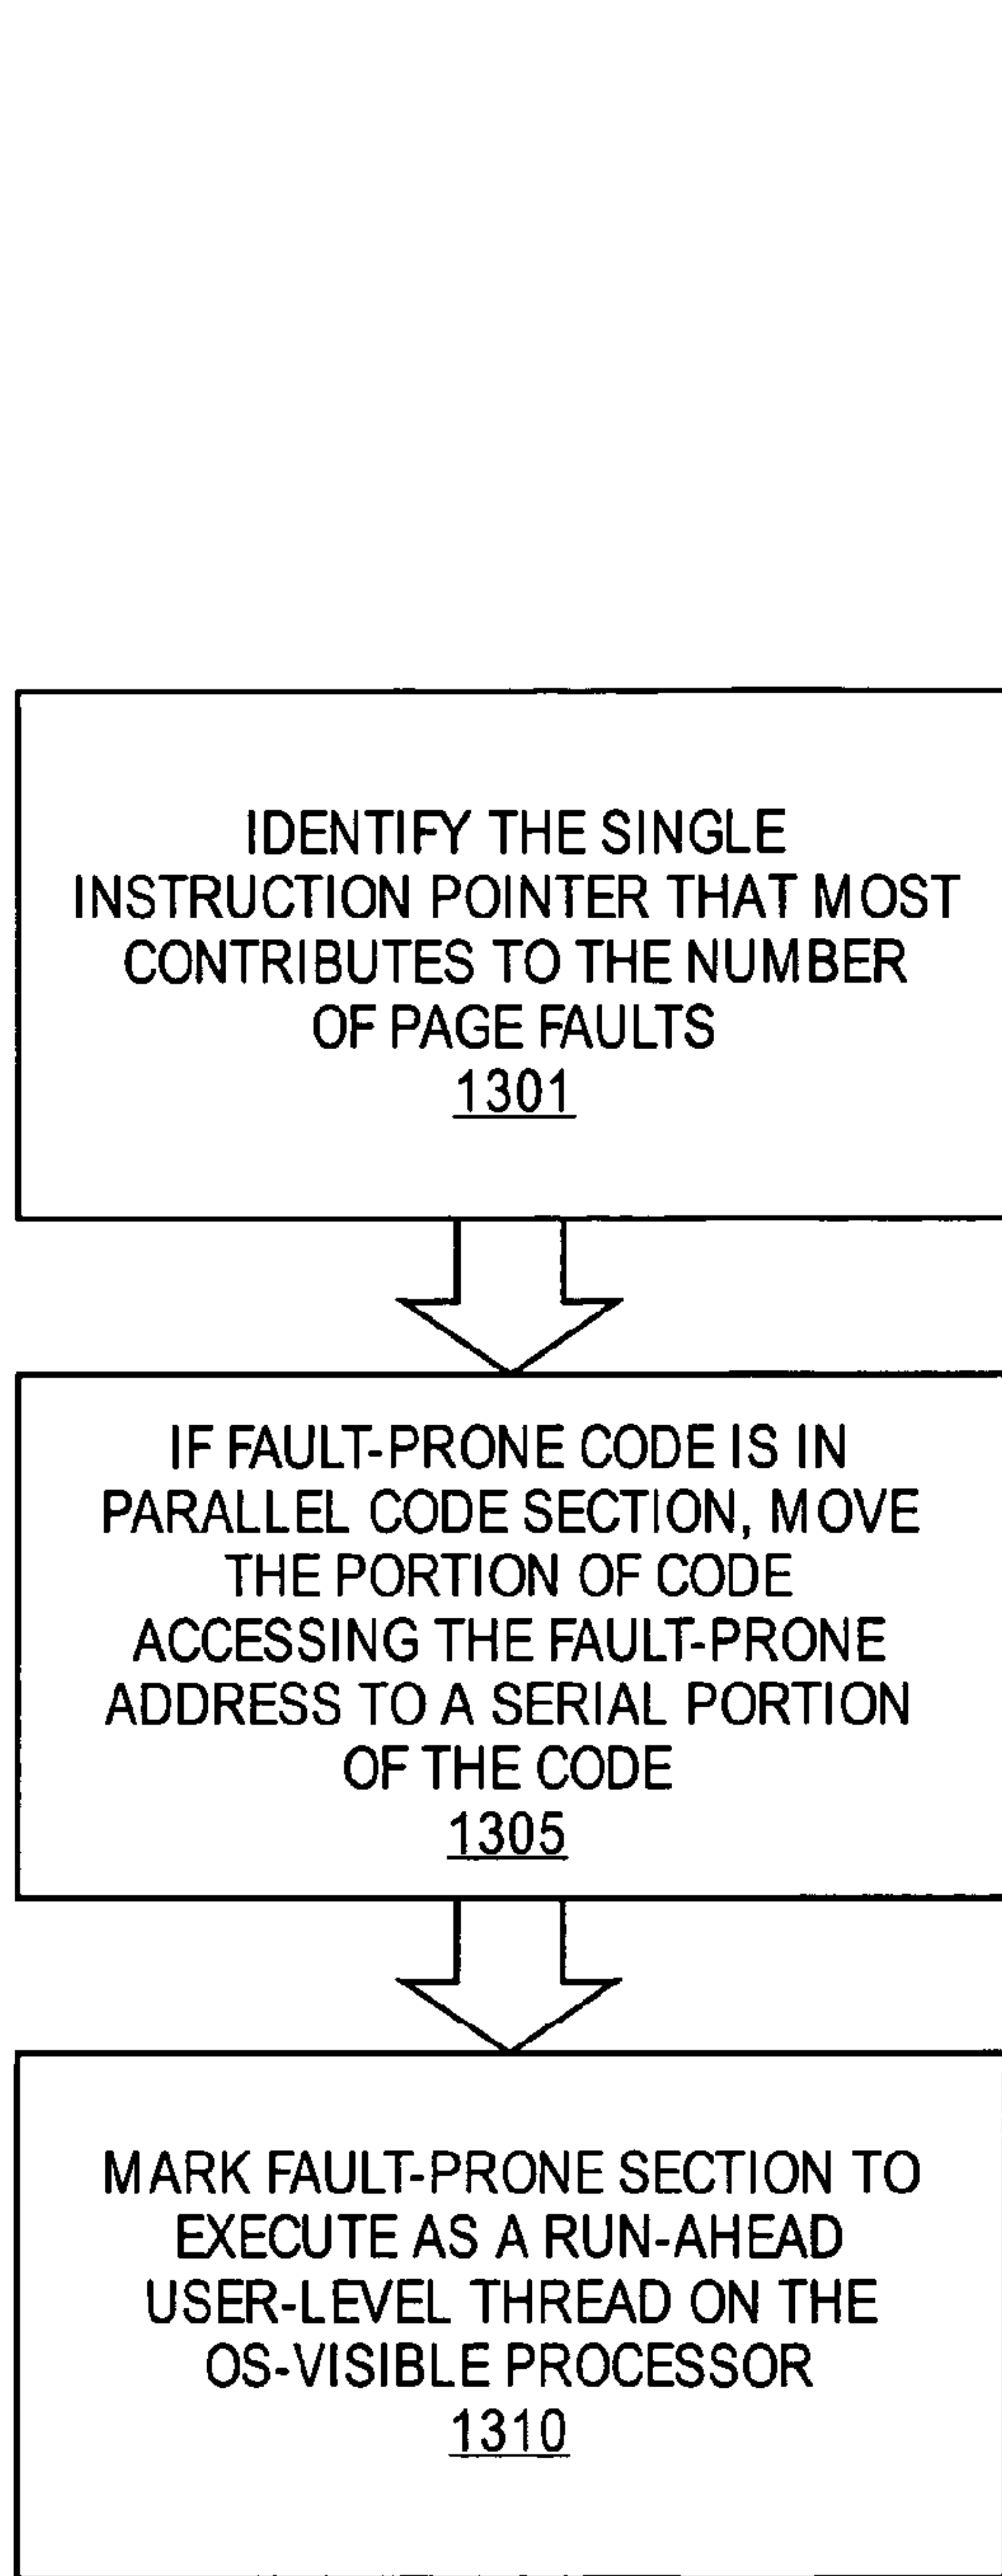 IDENTIFY THE SINGLE
INSTRUCTION POINTER THAT MOST
CONTRIBUTES TO THE NUMBER
OF PAGE FAULTS
1301
IF FAULT-PRONE CODE IS IN
PARALLEL CODE SECTION, MOVE
THE PORTION OF CODE
ACCESSING THE FAULT-PRONE
ADDRESS TO A SERIAL PORTION
OF THE CODE
1305
MARK FAULT-PRONE SECTION TO
EXECUTE AS A RUN-AHEAD
USER-LEVEL THREAD ON THE
OS-VISIBLE PROCESSOR
1310